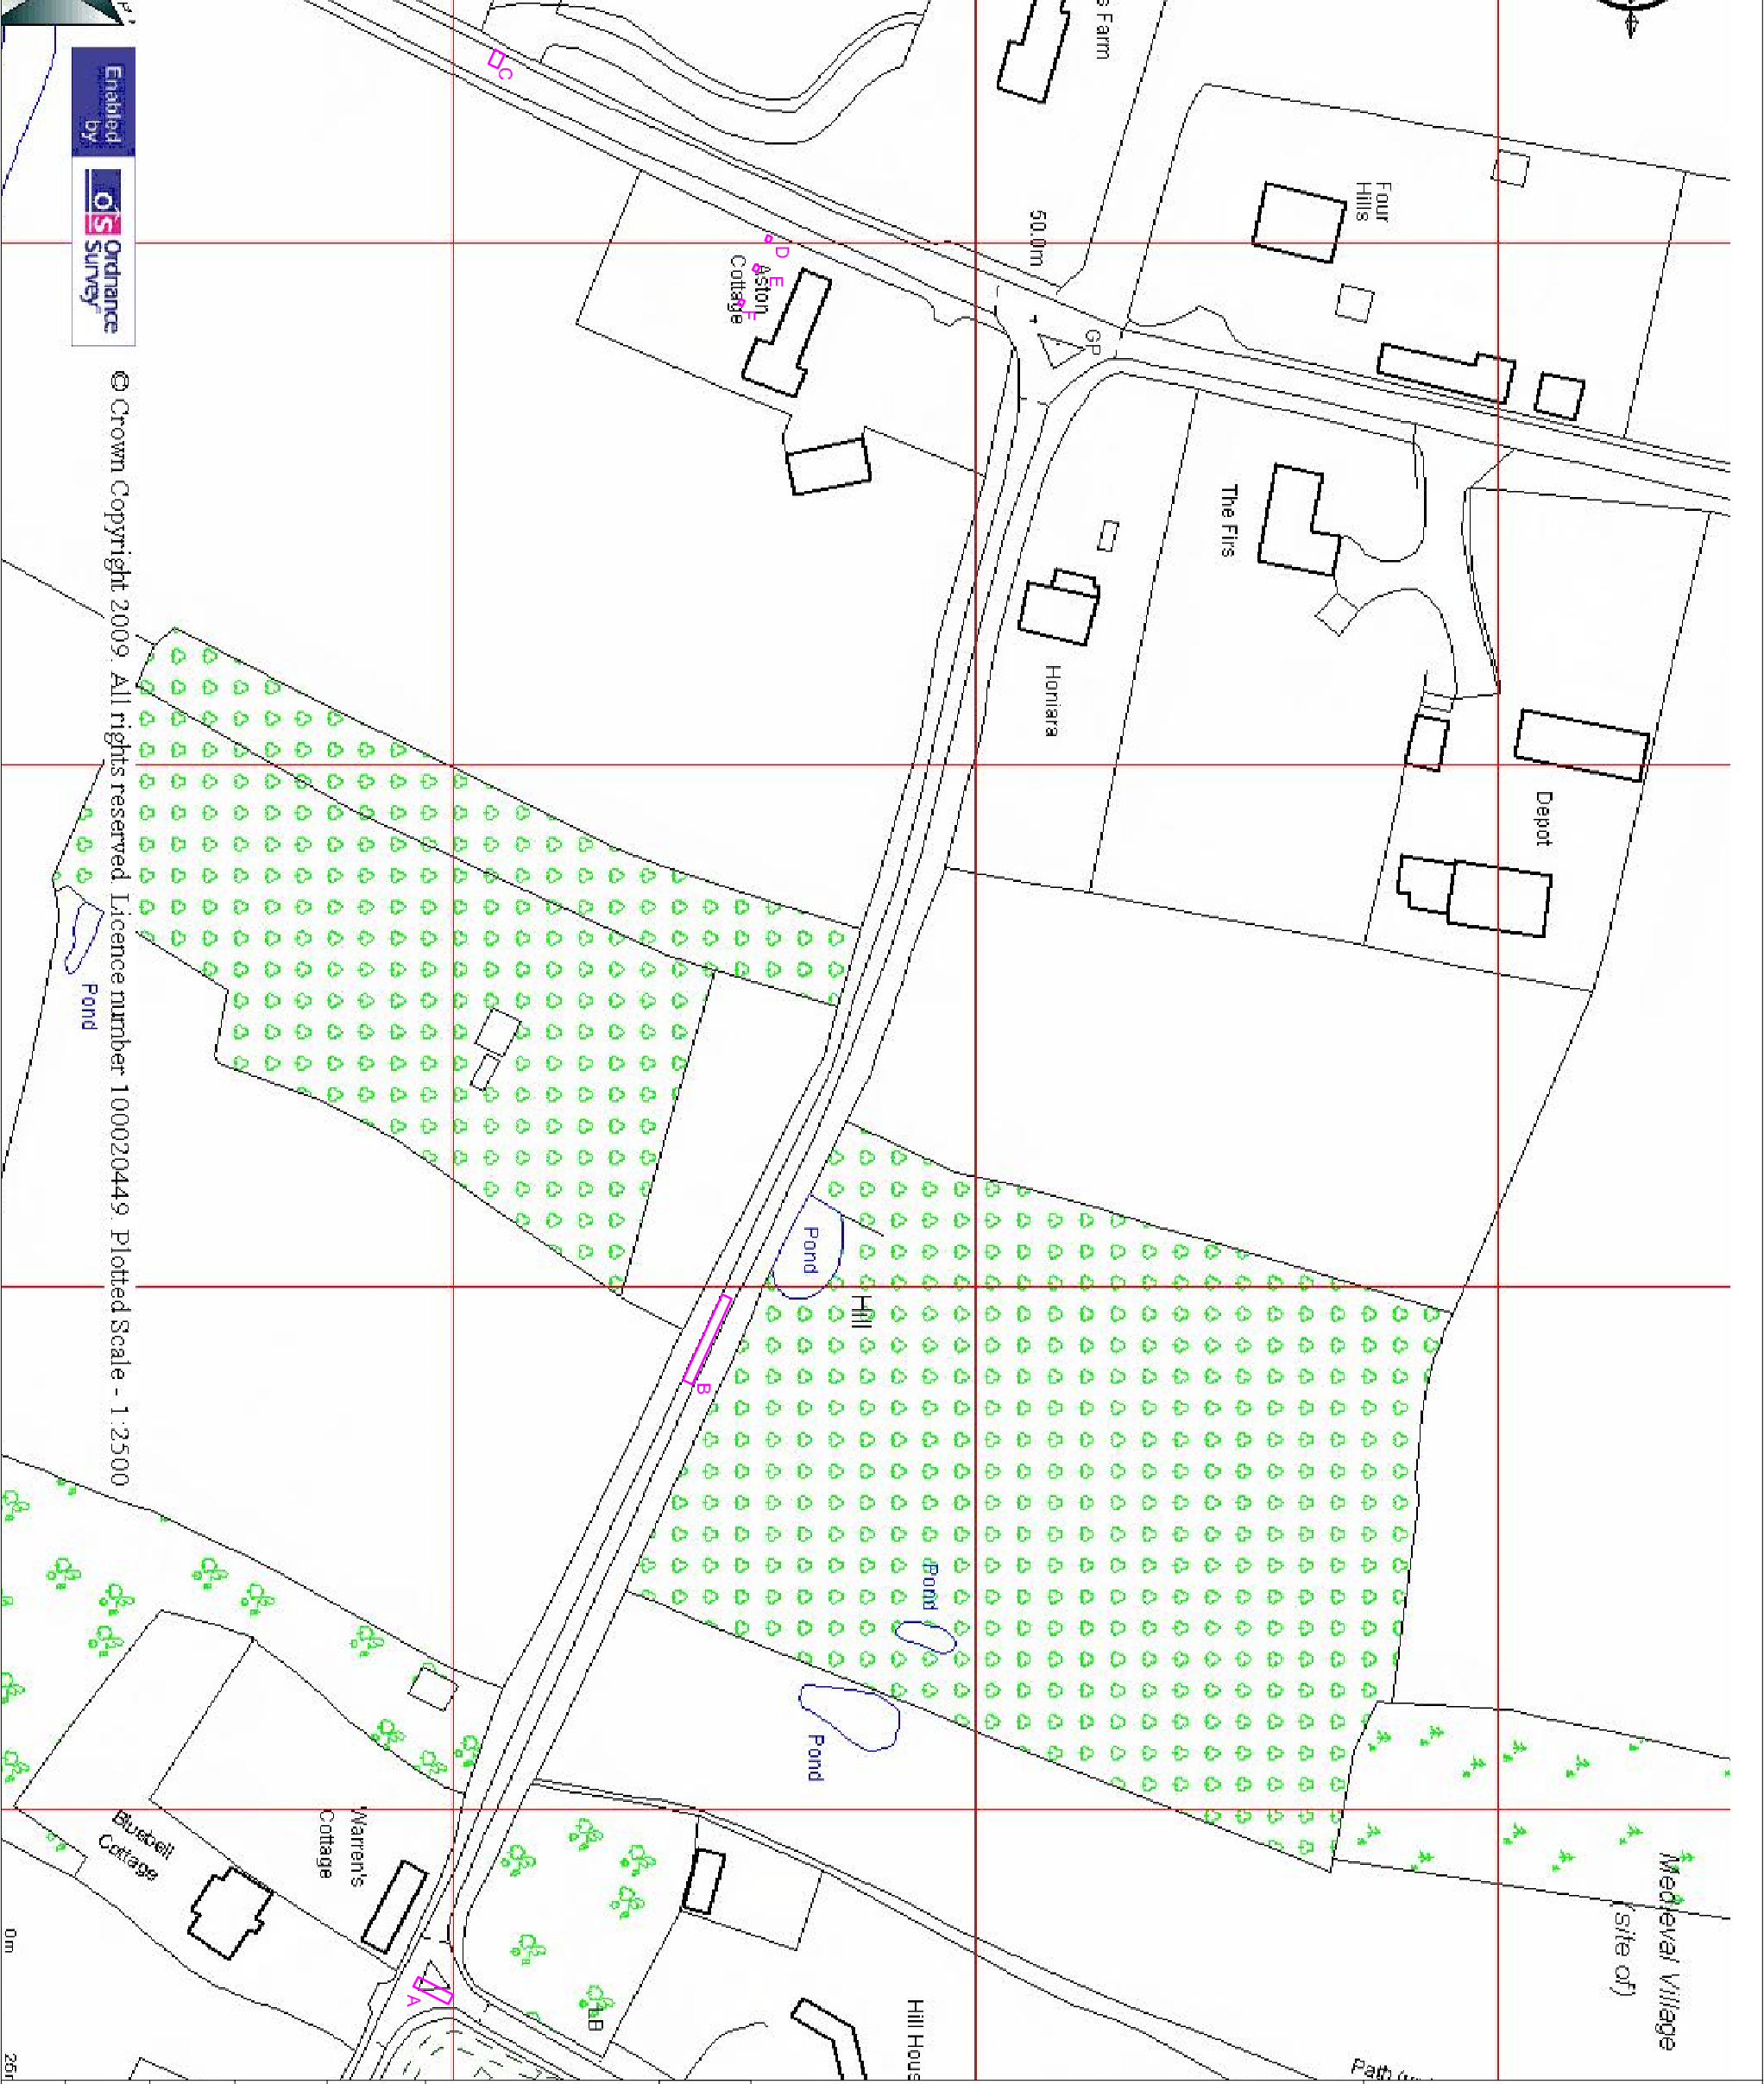 s Farm
50.0m
Four
Hills
GP
The Firs
Honiara
Depot
C
D
E
F
Aston
Cottage
Pond
Pond
Hill
B
Pond
Pond
Medieval Village
(site of)
Warren's
Cottage
Bluebell
Cottage
A
LB
Hill Hous
Path
0m
Enabled
by
OS Ordnance
Survey
© Crown Copyright 2009. All rights reserved. Licence number 100020449. Plotted Scale - 1:2500